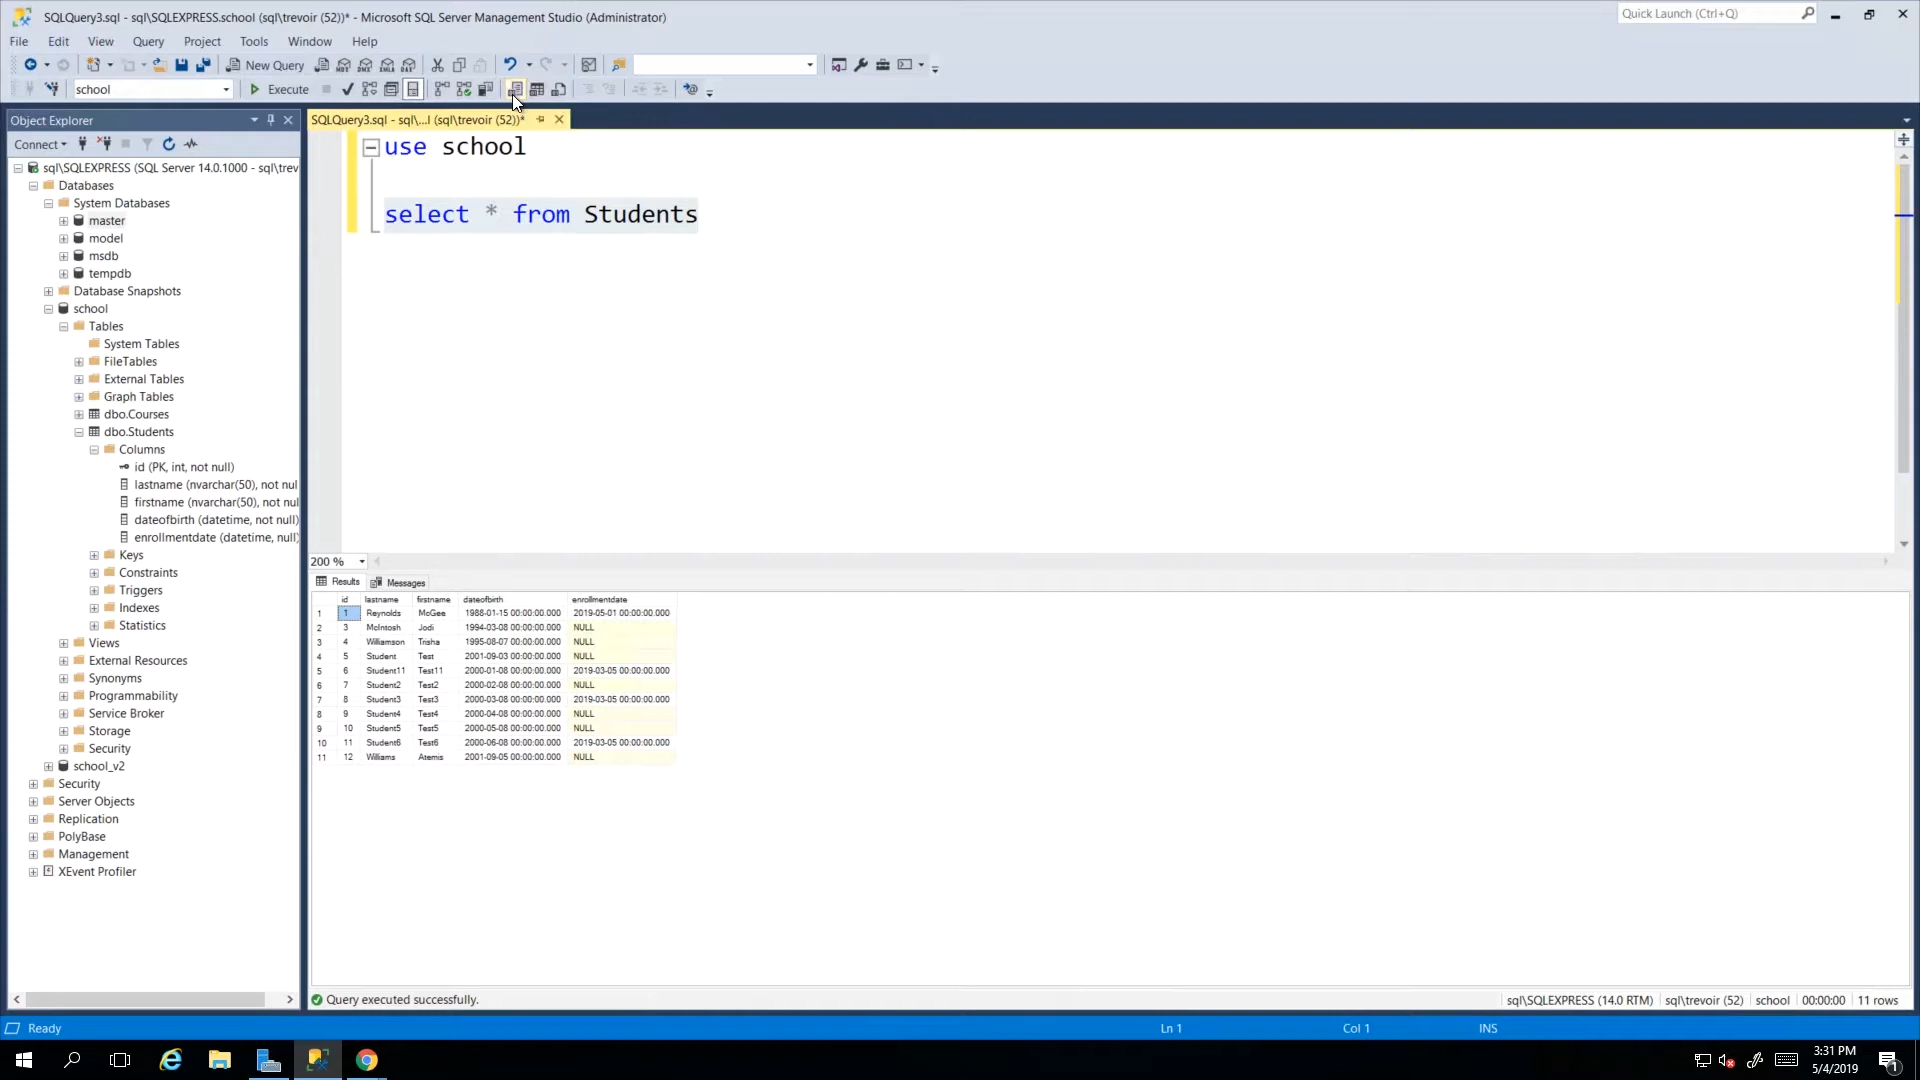 SQLQuery3.sql - sql\SQLEXPRESS.school (sql\trevoir (52))* - Microsoft SQL Server Management Studio (Administrator)
Quick Launch (Ctrl+Q)
File Edit View Query Project Tools Window Help
New Query
school Execute
Object Explorer
SQLQuery3.sql - sql\...l (sql\trevoir (52))*
Connect
sql\SQLEXPRESS (SQL Server 14.0.1000 - sql\trev
Databases
System Databases
master
model
msdb
tempdb
Database Snapshots
school
Tables
System Tables
FileTables
External Tables
Graph Tables
dbo.Courses
dbo.Students
Columns
id (PK, int, not null)
lastname (nvarchar(50), not nul
firstname (nvarchar(50), not nul
dateofbirth (datetime, not null)
enrollmentdate (datetime, null)
Keys
Constraints
Triggers
Indexes
Statistics
Views
External Resources
Synonyms
Programmability
Service Broker
Storage
Security
school_v2
Security
Server Objects
Replication
PolyBase
Management
XEvent Profiler
use school
select * from Students
200 %
Results Messages
id lastname firstname dateofbirth enrollmentdate
1 1 Reynolds McGee 1988-01-15 00:00:00.000 2019-05-01 00:00:00.000
2 3 McIntosh Jodi 1994-03-08 00:00:00.000 NULL
3 4 Williamson Trisha 1995-08-07 00:00:00.000 NULL
4 5 Student Test 2001-09-03 00:00:00.000 NULL
5 6 Student11 Test11 2000-01-08 00:00:00.000 2019-03-05 00:00:00.000
6 7 Student2 Test2 2000-02-08 00:00:00.000 NULL
7 8 Student3 Test3 2000-03-08 00:00:00.000 2019-03-05 00:00:00.000
8 9 Student4 Test4 2000-04-08 00:00:00.000 NULL
9 10 Student5 Test5 2000-05-08 00:00:00.000 NULL
10 11 Student6 Test6 2000-06-08 00:00:00.000 2019-03-05 00:00:00.000
11 12 Williams Atemis 2001-09-05 00:00:00.000 NULL
Query executed successfully.
sql\SQLEXPRESS (14.0 RTM) sql\trevoir (52) school 00:00:00 11 rows
Ready Ln 1 Col 1 INS
3:31 PM
5/4/2019
1